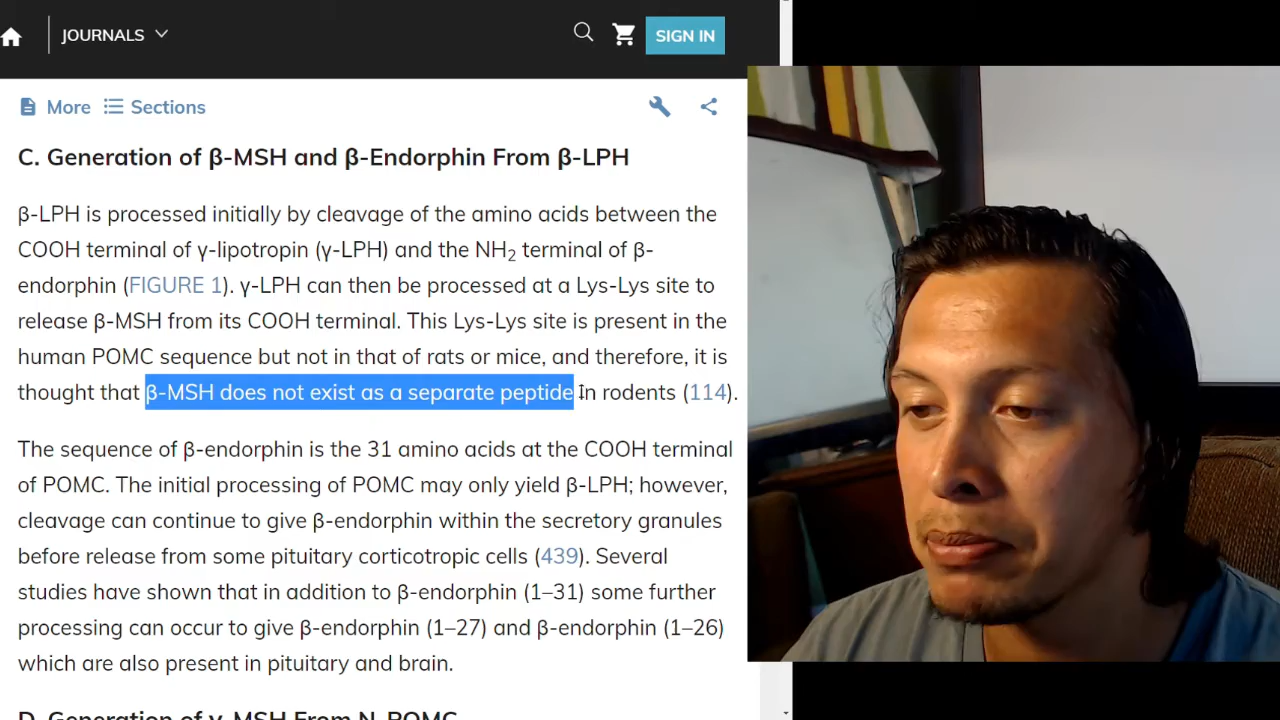 JOURNALS
SIGN IN
More Sections
C. Generation of β-MSH and β-Endorphin From β-LPH
β-LPH is processed initially by cleavage of the amino acids between the
COOH terminal of γ-lipotropin (γ-LPH) and the NH₂ terminal of β-
endorphin (FIGURE 1). γ-LPH can then be processed at a Lys-Lys site to
release β-MSH from its COOH terminal. This Lys-Lys site is present in the
human POMC sequence but not in that of rats or mice, and therefore, it is
thought that β-MSH does not exist as a separate peptide in rodents (114).
The sequence of β-endorphin is the 31 amino acids at the COOH terminal
of POMC. The initial processing of POMC may only yield β-LPH; however,
cleavage can continue to give β-endorphin within the secretory granules
before release from some pituitary corticotropic cells (439). Several
studies have shown that in addition to β-endorphin (1–31) some further
processing can occur to give β-endorphin (1–27) and β-endorphin (1–26)
which are also present in pituitary and brain.
D. Generation of γ-MSH From N-POMC